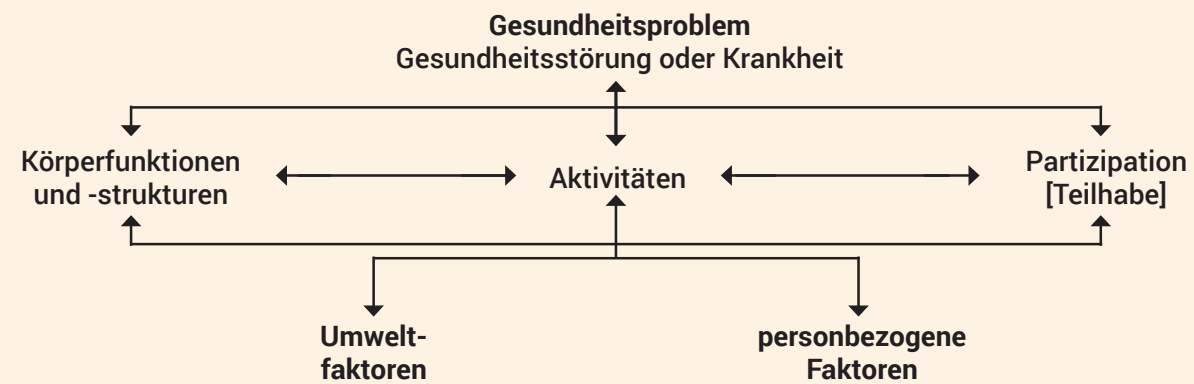 Gesundheitsproblem
Gesundheitsstörung oder Krankheit
Körperfunktionen
und -strukturen
Aktivitäten
Partizipation
[Teilhabe]
Umwelt-
faktoren
personbezogene
Faktoren